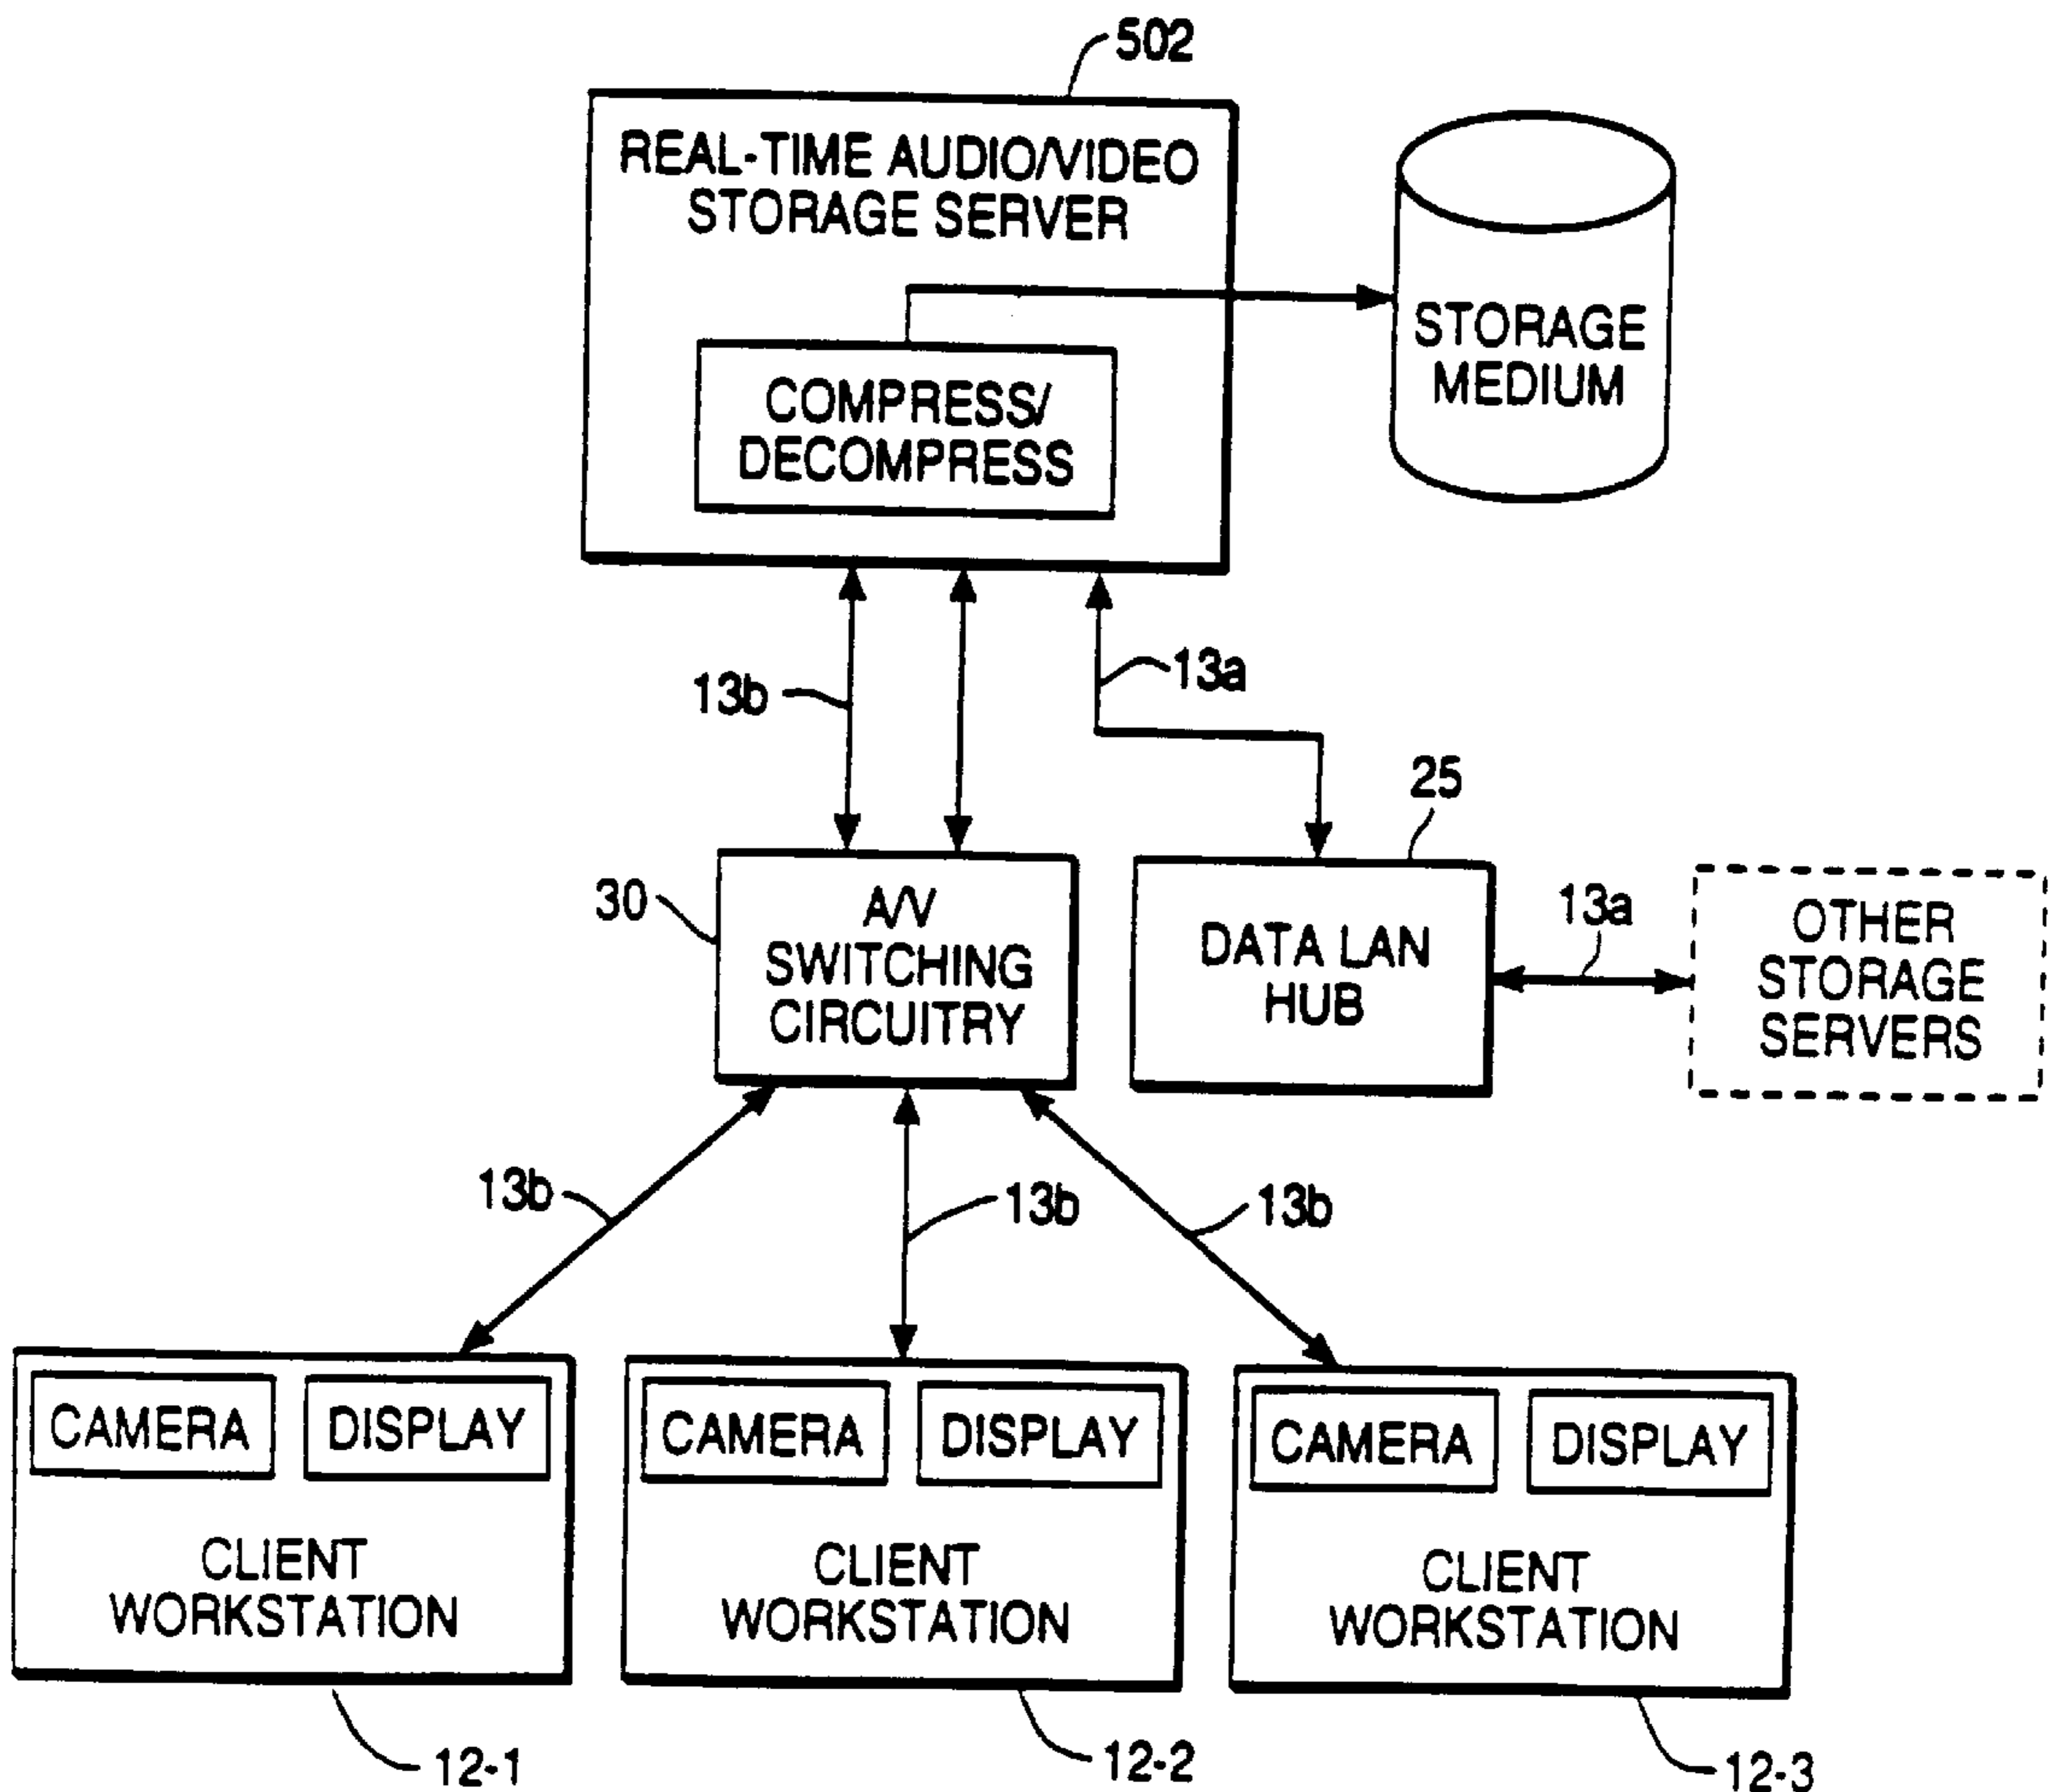 502
REAL-TIME AUDIO/VIDEO
STORAGE SERVER
COMPRESS/
DECOMPRESS
STORAGE
MEDIUM
13b
13a
25
30
A/V
SWITCHING
CIRCUITRY
DATA LAN
HUB
13a
OTHER
STORAGE
SERVERS
13b
13b
13b
CAMERA
DISPLAY
CLIENT
WORKSTATION
CAMERA
DISPLAY
CLIENT
WORKSTATION
CAMERA
DISPLAY
CLIENT
WORKSTATION
12-1
12-2
12-3